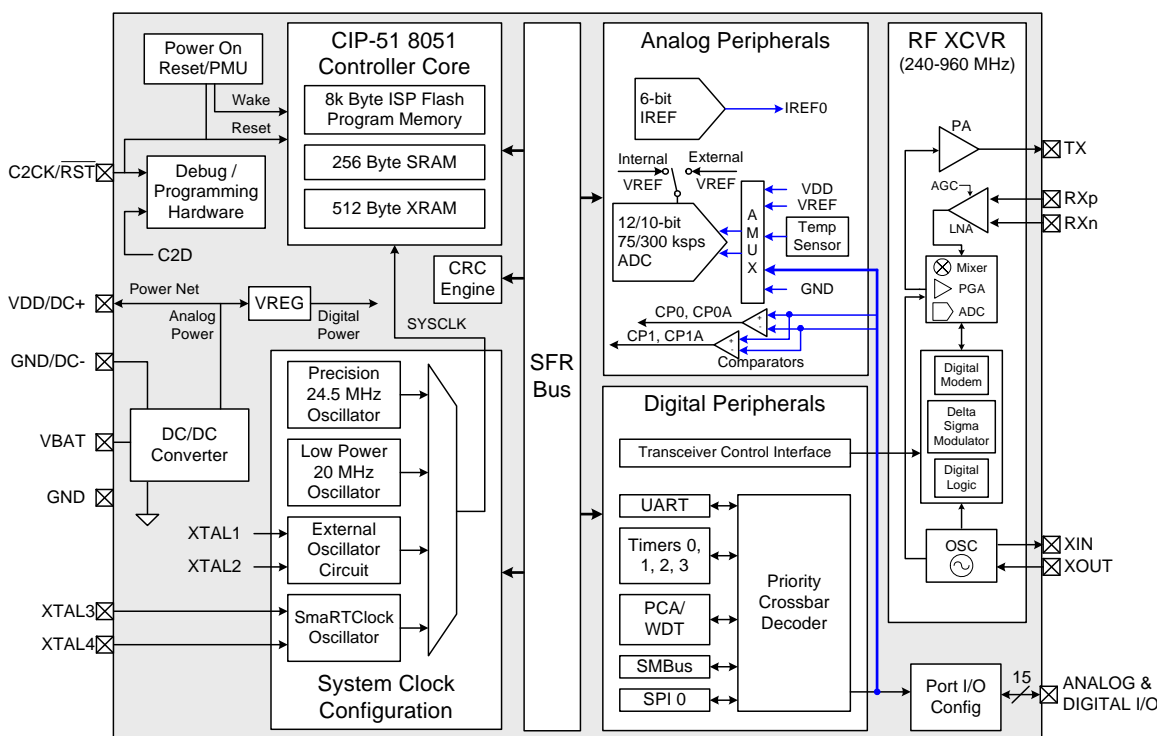 Power On
Reset/PMU
Wake
Reset
C2CK/RST
Debug /
Programming
Hardware
C2D
VDD/DC+
Power Net
VREG
Analog
Power
Digital
Power
GND/DC-
VBAT
DC/DC
Converter
GND
XTAL1
XTAL2
XTAL3
XTAL4
CIP-51 8051
Controller Core
8k Byte ISP Flash
Program Memory
256 Byte SRAM
512 Byte XRAM
CRC
Engine
SYSCLK
Precision
24.5 MHz
Oscillator
Low Power
20 MHz
Oscillator
External
Oscillator
Circuit
SmaRTClock
Oscillator
System Clock
Configuration
SFR
Bus
Analog Peripherals
6-bit
IREF
IREF0
Internal
VREF
External
VREF
12/10-bit
75/300 ksps
ADC
A
M
U
X
VDD
VREF
Temp
Sensor
GND
CP0, CP0A
+
-
CP1, CP1A
+
-
Comparators
Digital Peripherals
Transceiver Control Interface
UART
Timers 0,
1, 2, 3
PCA/
WDT
SMBus
SPI 0
Priority
Crossbar
Decoder
RF XCVR
(240-960 MHz)
PA
TX
AGC
LNA
RXp
RXn
Mixer
PGA
ADC
Digital
Modem
Delta
Sigma
Modulator
Digital
Logic
OSC
XIN
XOUT
Port I/O
Config
15
ANALOG &
DIGITAL I/O